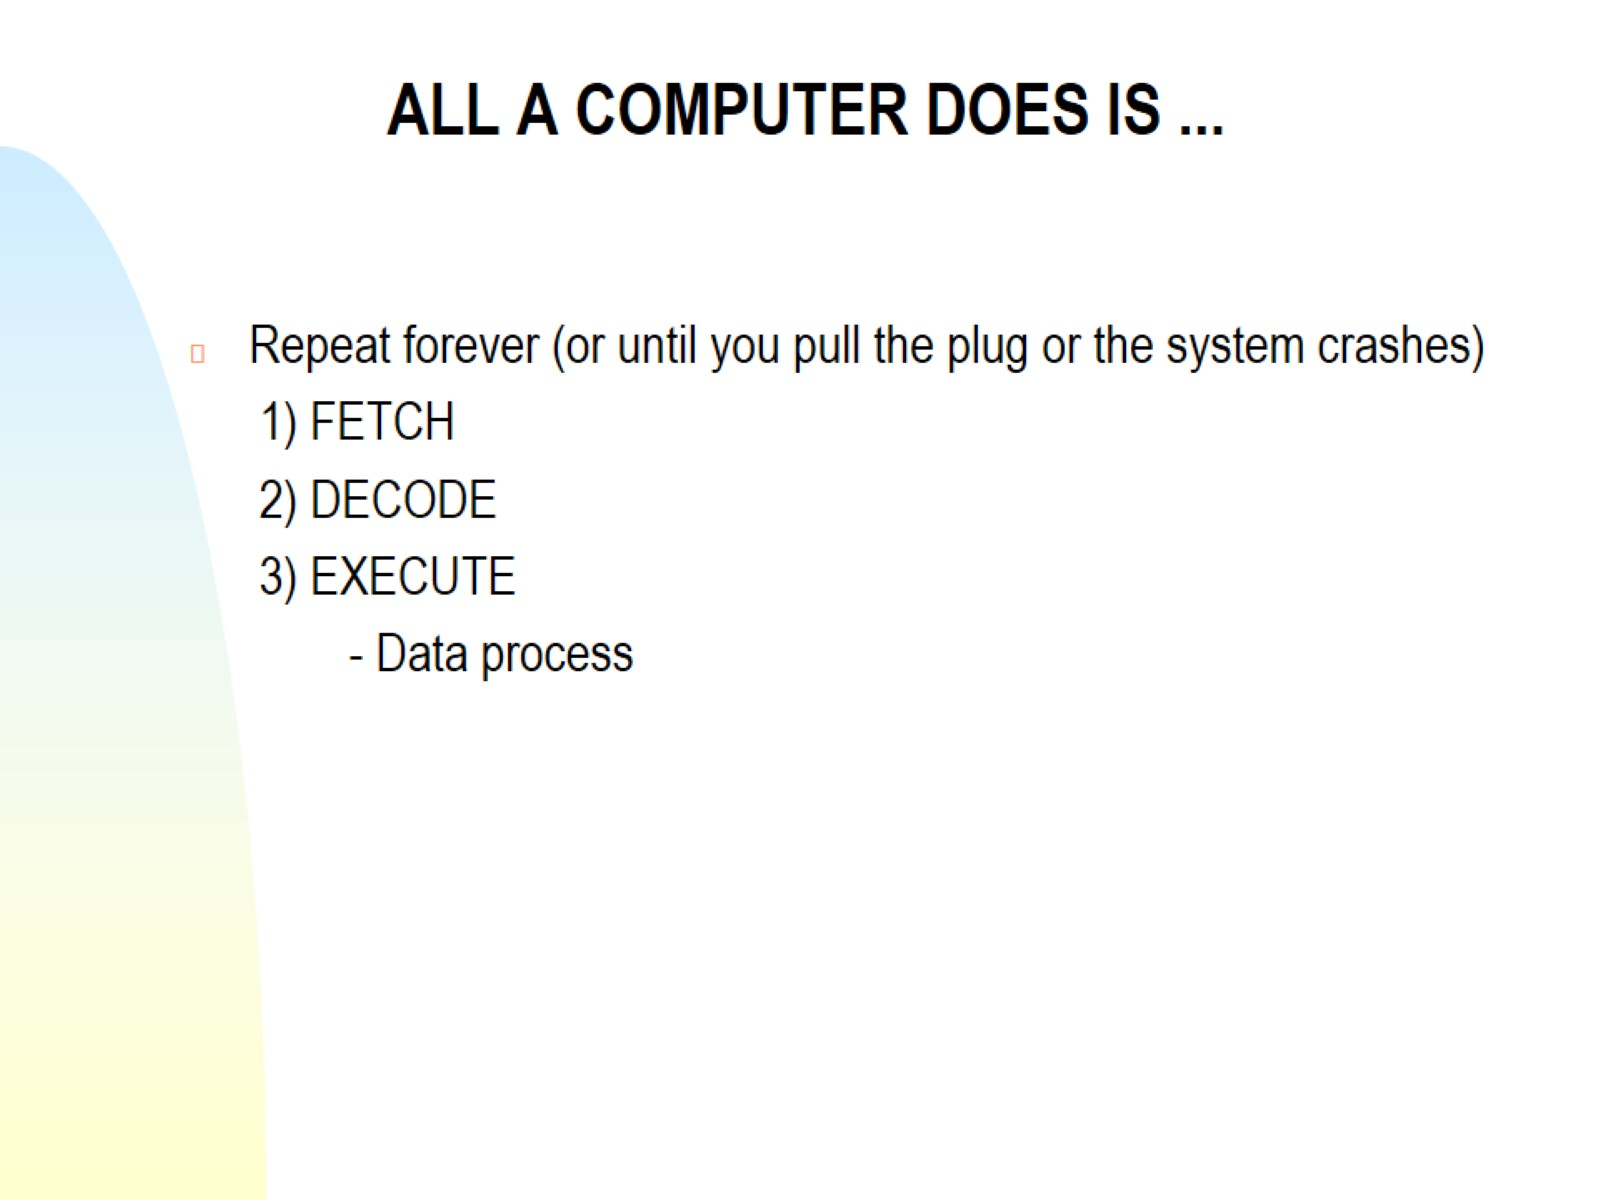 ALL A COMPUTER DOES IS ...
Repeat forever (or until you pull the plug or the system crashes)
1) FETCH
2) DECODE
3) EXECUTE
- Data process